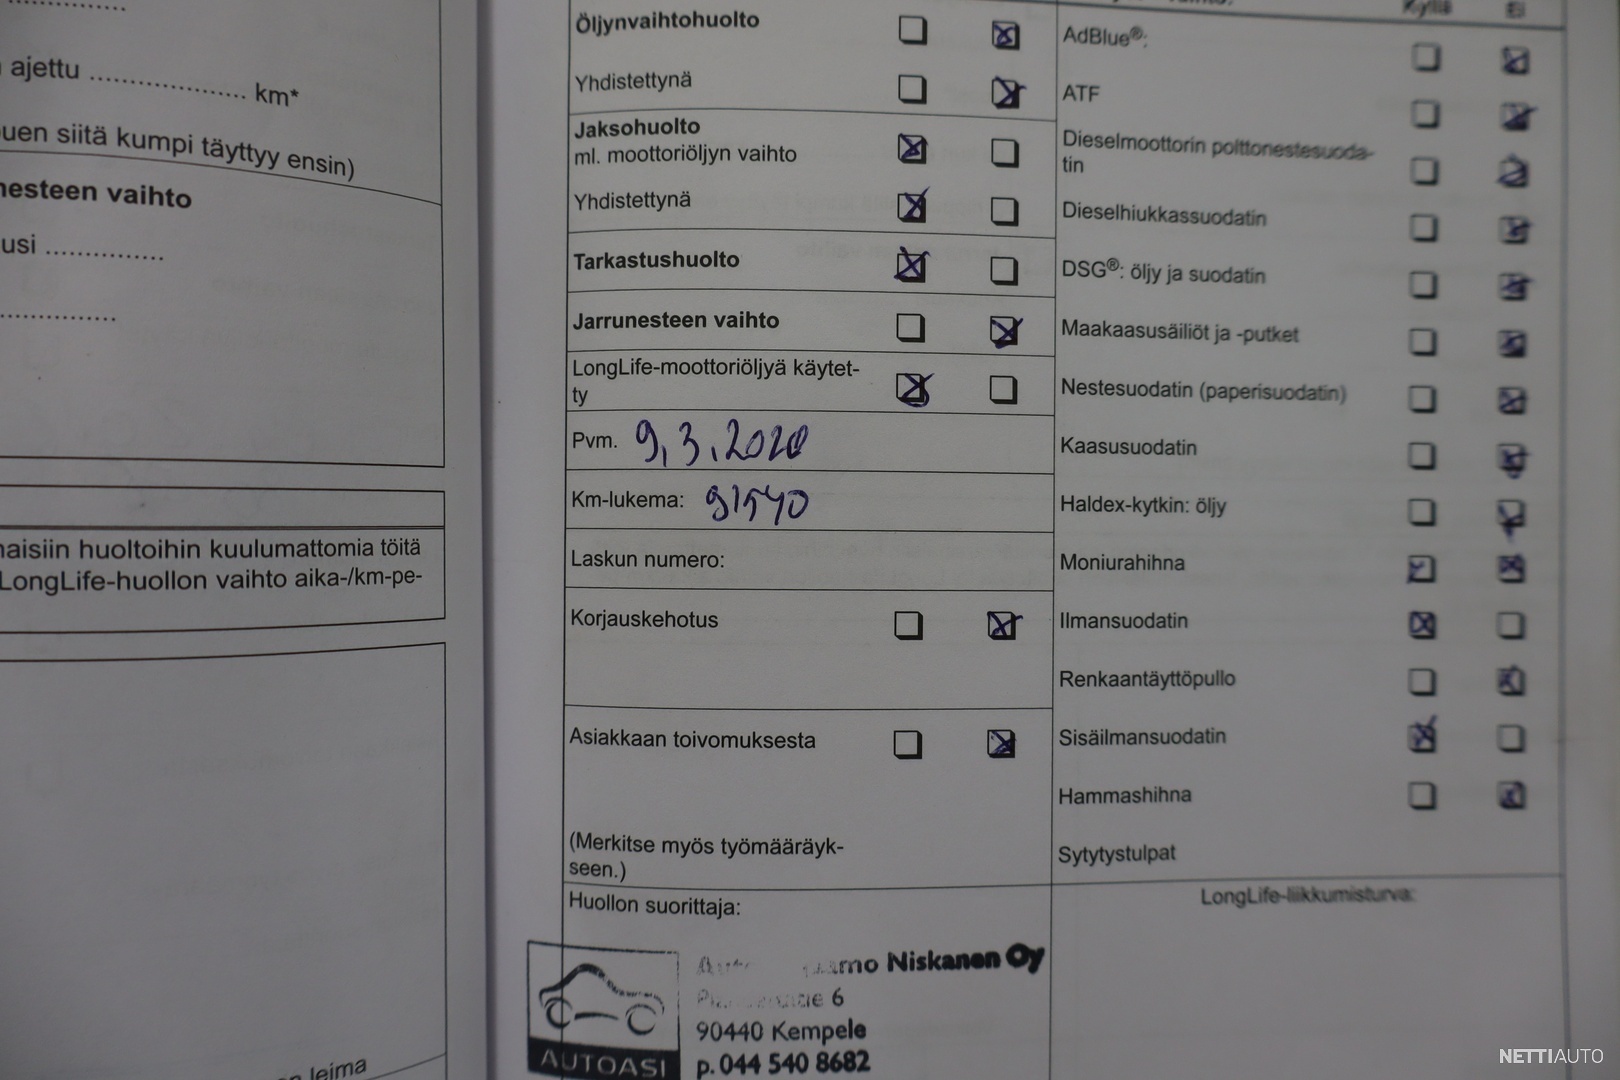 ajettu .................... km*
siitä kumpi täyttyy ensin)
vaihto
...............
................
huoltoihin kuulumattomia töitä
LongLife-huollon vaihto aika-/km-pe-
leima
Öljynvaihtohuolto
Yhdistettynä
Jaksohuolto
ml. moottoriöljyn vaihto
Yhdistettynä
Tarkastushuolto
Jarrunesteen vaihto
LongLife-moottoriöljyä käytet-
ty
Pvm. 9.3.2020
Km-lukema: 91540
Laskun numero:
Korjauskehotus
Asiakkaan toivomuksesta
(Merkitse myös työmääräyk-
seen.)
Huollon suorittaja:
Kyllä Ei
AdBlue®:
ATF
Dieselmoottorin polttonestesuoda-
tin
Dieselhiukkassuodatin
DSG®: öljy ja suodatin
Maakaasusäiliöt ja -putket
Nestesuodatin (paperisuodatin)
Kaasusuodatin
Haldex-kytkin: öljy
Moniurahihna
Ilmansuodatin
Renkaantäyttöpullo
Sisäilmansuodatin
Hammashihna
Sytytystulpat
LongLife-liikkumisturva:
AUTOASI
Niskanen Oy
6
90440 Kempele
p. 044 540 8682
NETTIAUTO